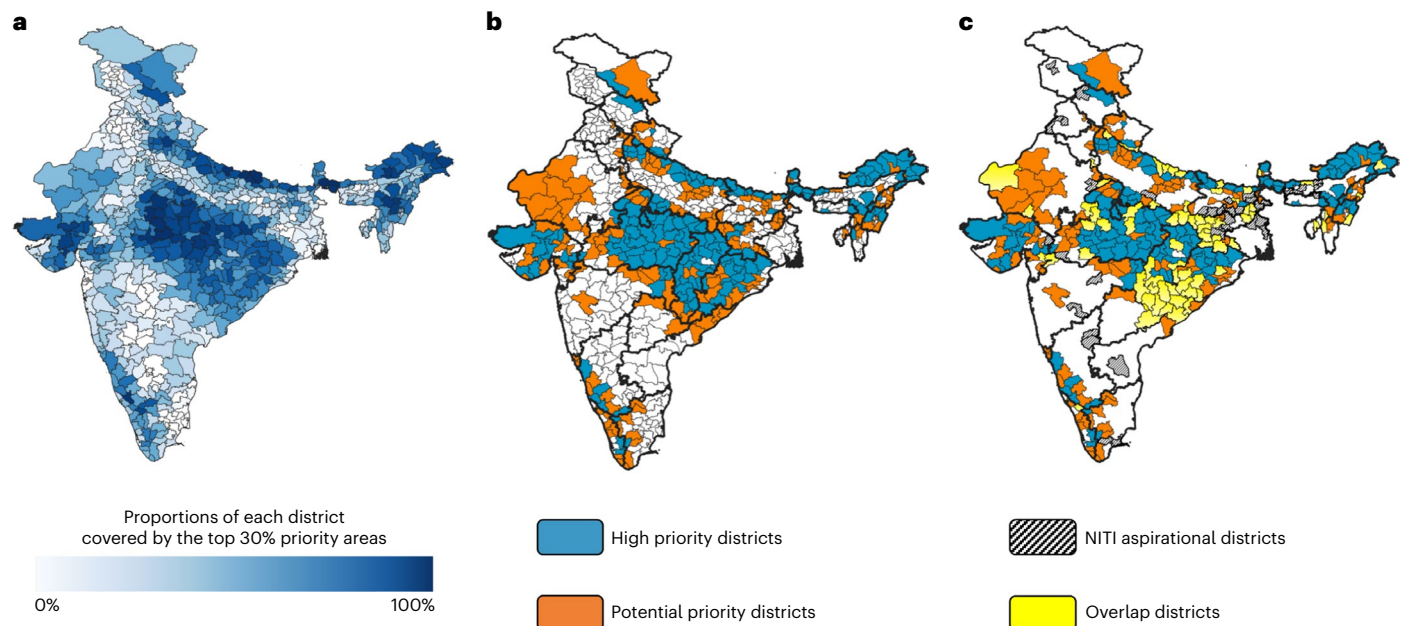 a
b
c
Proportions of each district
covered by the top 30% priority areas
0%
100%
High priority districts
Potential priority districts
NITI aspirational districts
Overlap districts